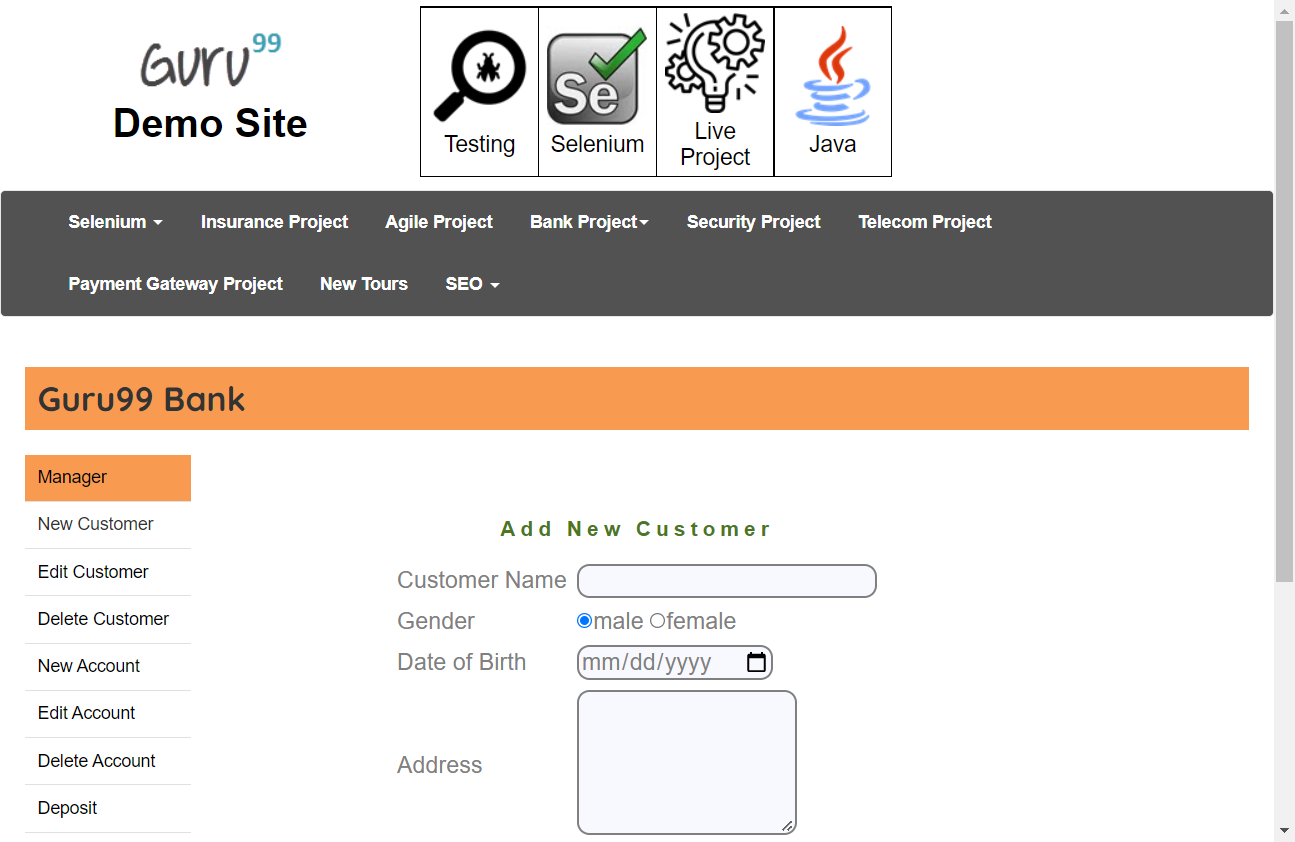 Guru99
Demo Site
Testing
Se
Selenium
Live
Project
Java
Selenium Insurance Project Agile Project Bank Project Security Project Telecom Project
Payment Gateway Project New Tours SEO
Guru99 Bank
Manager
New Customer
Edit Customer
Delete Customer
New Account
Edit Account
Delete Account
Deposit
Add New Customer
Customer Name
Gender male female
Date of Birth mm/dd/yyyy
Address